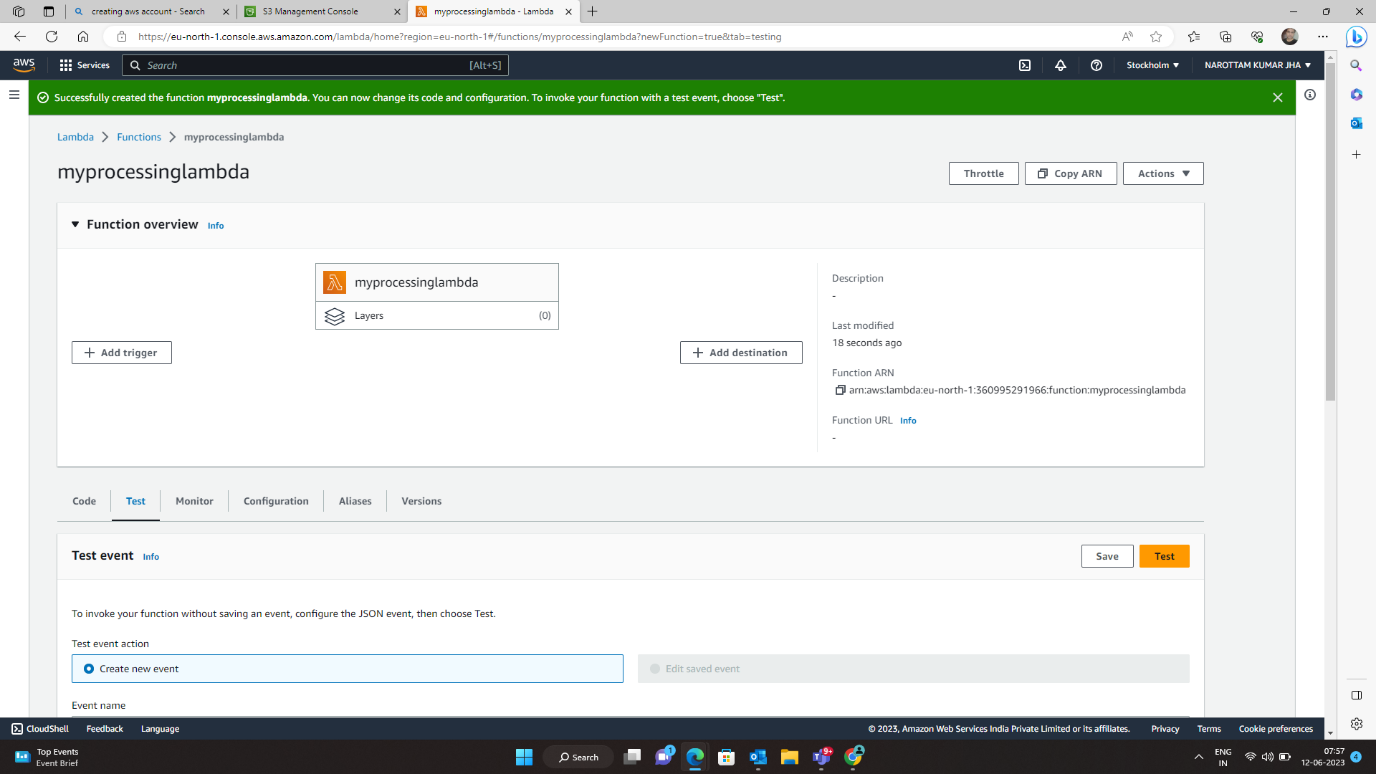 creating aws account - Search
S3 Management Console
myprocessinglambda - Lambda
https://eu-north-1.console.aws.amazon.com/lambda/home?region=eu-north-1#/functions/myprocessinglambda?newFunction=true&tab=testing
aws
Services
Search
[Alt+S]
Stockholm
NAROTTAM KUMAR JHA
Successfully created the function myprocessinglambda. You can now change its code and configuration. To invoke your function with a test event, choose "Test".
Lambda > Functions > myprocessinglambda
myprocessinglambda
Throttle
Copy ARN
Actions
Function overview Info
myprocessinglambda
Layers (0)
+ Add trigger
+ Add destination
Description
-
Last modified
18 seconds ago
Function ARN
arn:aws:lambda:eu-north-1:360995291966:function:myprocessinglambda
Function URL Info
-
Code
Test
Monitor
Configuration
Aliases
Versions
Test event Info
Save
Test
To invoke your function without saving an event, configure the JSON event, then choose Test.
Test event action
Create new event
Edit saved event
Event name
CloudShell
Feedback
Language
© 2023, Amazon Web Services India Private Limited or its affiliates.
Privacy
Terms
Cookie preferences
Top Events
Event Brief
Search
1
9+
ENG
IN
07:57
12-06-2023
4